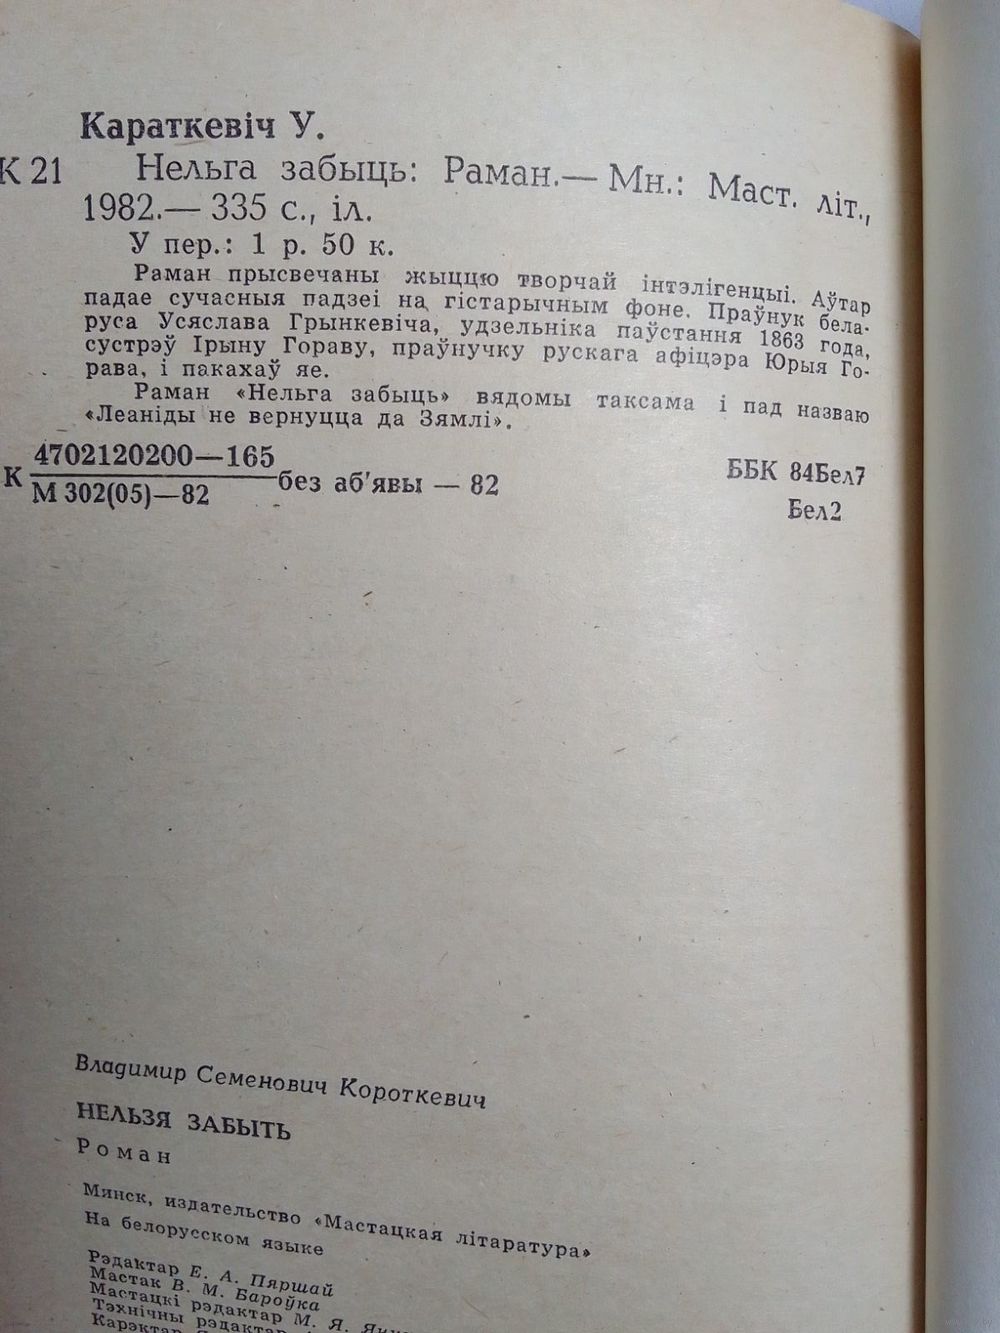 Караткевіч У.
К 21 Нельга забыць: Раман.— Мн.: Маст. літ.,
1982.— 335 с., іл.
У пер.: 1 р. 50 к.
Раман прысвечаны жыццю творчай інтэлігенцыі. Аўтар
падае сучасныя падзеі на гістарычным фоне. Праўнук бела-
руса Усяслава Грынкевіча, удзельніка паўстання 1863 года,
сустрэў Ірыну Гораву, праўнучку рускага афіцэра Юрыя Го-
рава, і пакахаў яе.
Раман «Нельга забыць» вядомы таксама і пад назваю
«Леаніды не вернуцца да Зямлі».
К 4702120200—165
М 302(05)—82 без аб'явы — 82
ББК 84Бел7
Бел2
Владимир Семенович Короткевич
НЕЛЬЗЯ ЗАБЫТЬ
Роман
Минск, издательство «Мастацкая літаратура»
На белорусском языке
Рэдактар Е. А. Пяршай
Мастак В. М. Бароўка
Мастацкі рэдактар М. Я.
Тэхнічны рэдактар
Карэктар